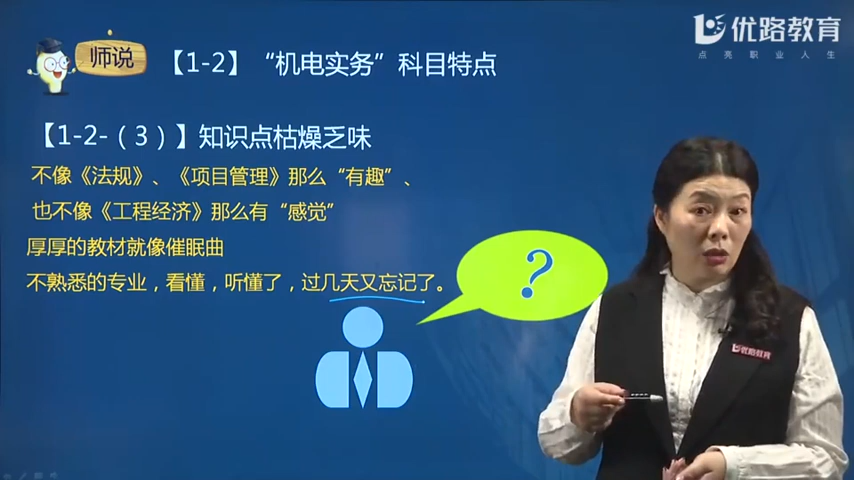 优路教育
点亮职业人生
师说
【1-2】“机电实务”科目特点
【1-2-（3）】知识点枯燥乏味
不像《法规》、《项目管理》那么“有趣”、
也不像《工程经济》那么有“感觉”
厚厚的教材就像催眠曲
不熟悉的专业，看懂，听懂了，过几天又忘记了。
?
优路教育